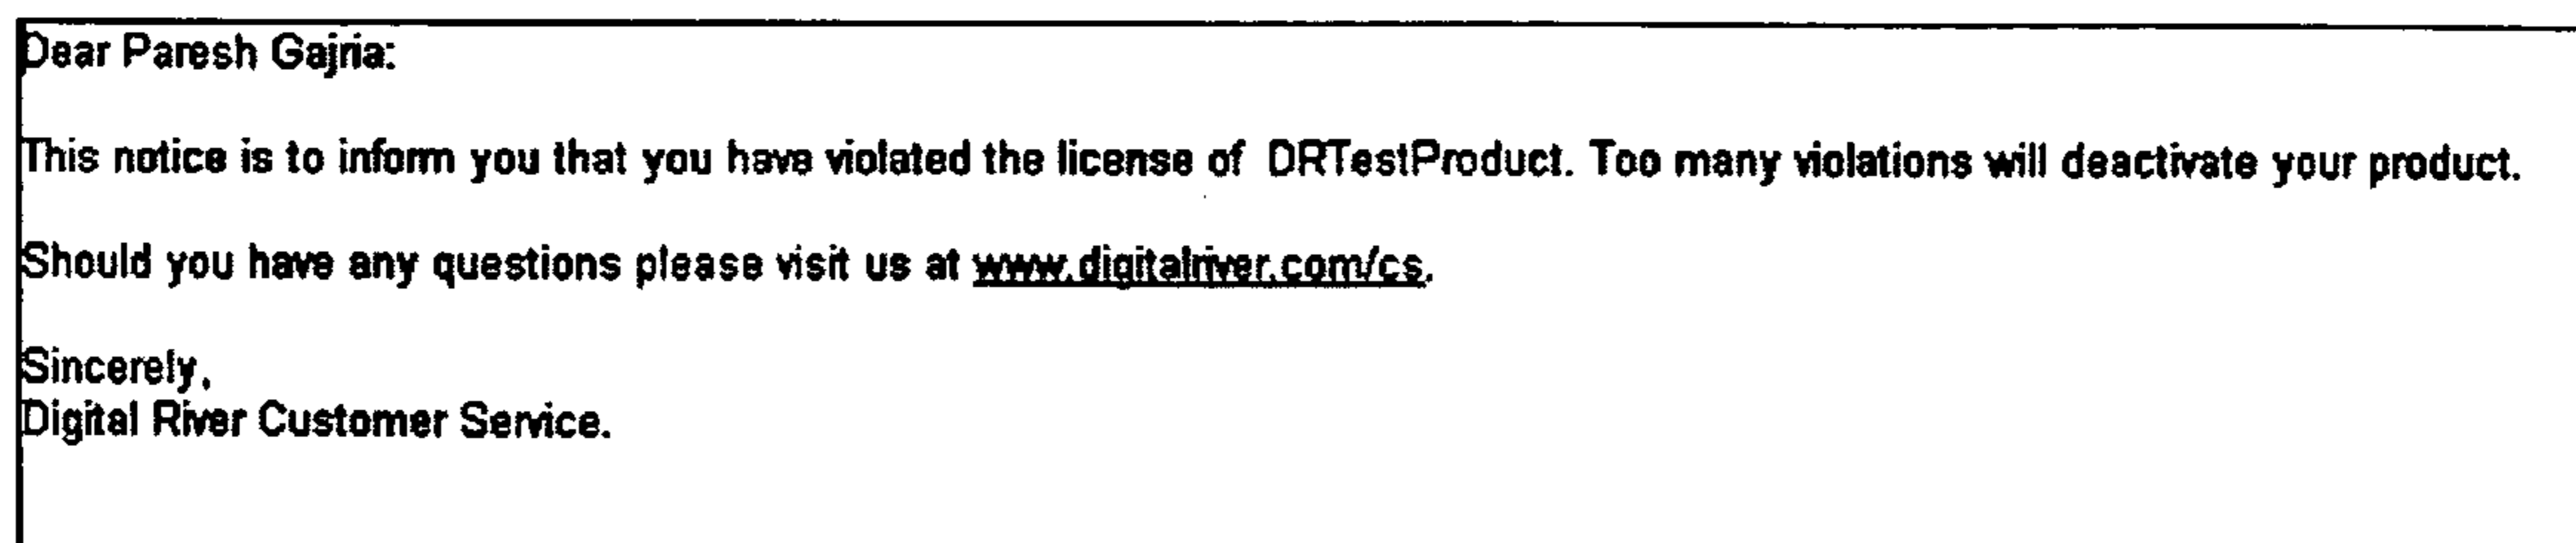 Dear Paresh Gajria:
This notice is to inform you that you have violated the license of DRTestProduct. Too many violations will deactivate your product.
Should you have any questions please visit us at www.digitalriver.com/cs.
Sincerely,
Digital River Customer Service.